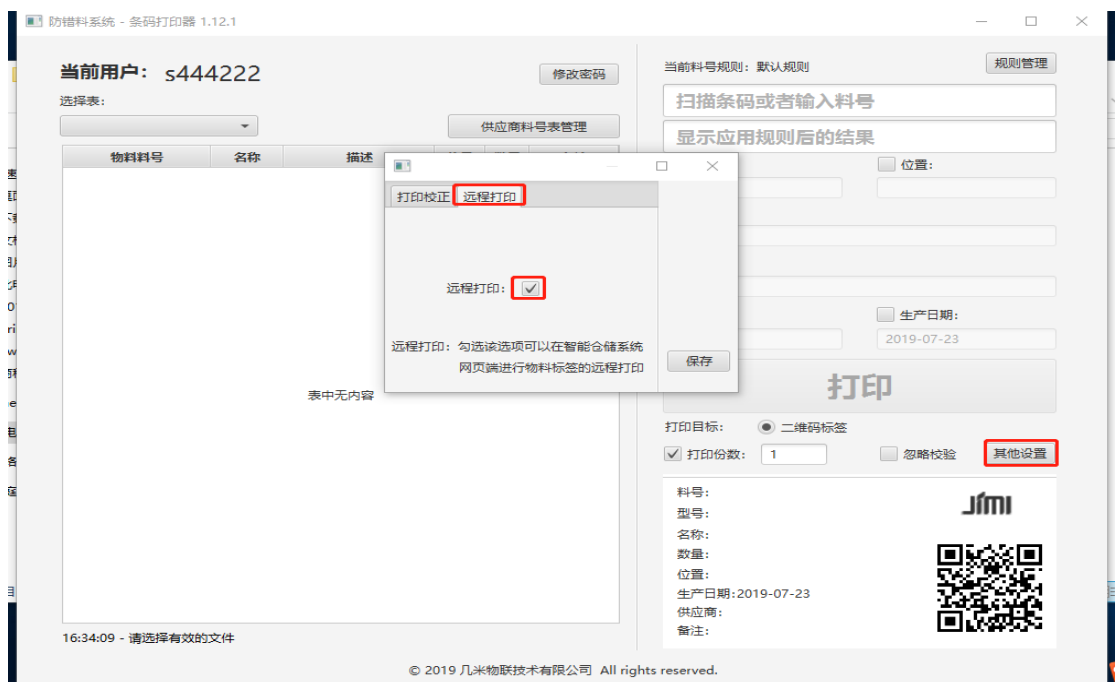 防错料系统 - 条码打印器 1.12.1
当前用户： s444222
修改密码
选择表：
供应商料号表管理
物料料号 名称 描述
表中无内容
16:34:09 - 请选择有效的文件
当前料号规则：默认规则
规则管理
扫描条码或者输入料号
显示应用规则后的结果
位置：
生产日期：
2019-07-23
打印
打印目标： 二维码标签
打印份数： 1
忽略校验
其他设置
打印校正 远程打印
远程打印：
远程打印：勾选该选项可以在智能仓储系统
网页端进行物料标签的远程打印
保存
料号：
型号：
名称：
数量：
位置：
生产日期:2019-07-23
供应商：
备注：
JIMI
© 2019 几米物联技术有限公司 All rights reserved.